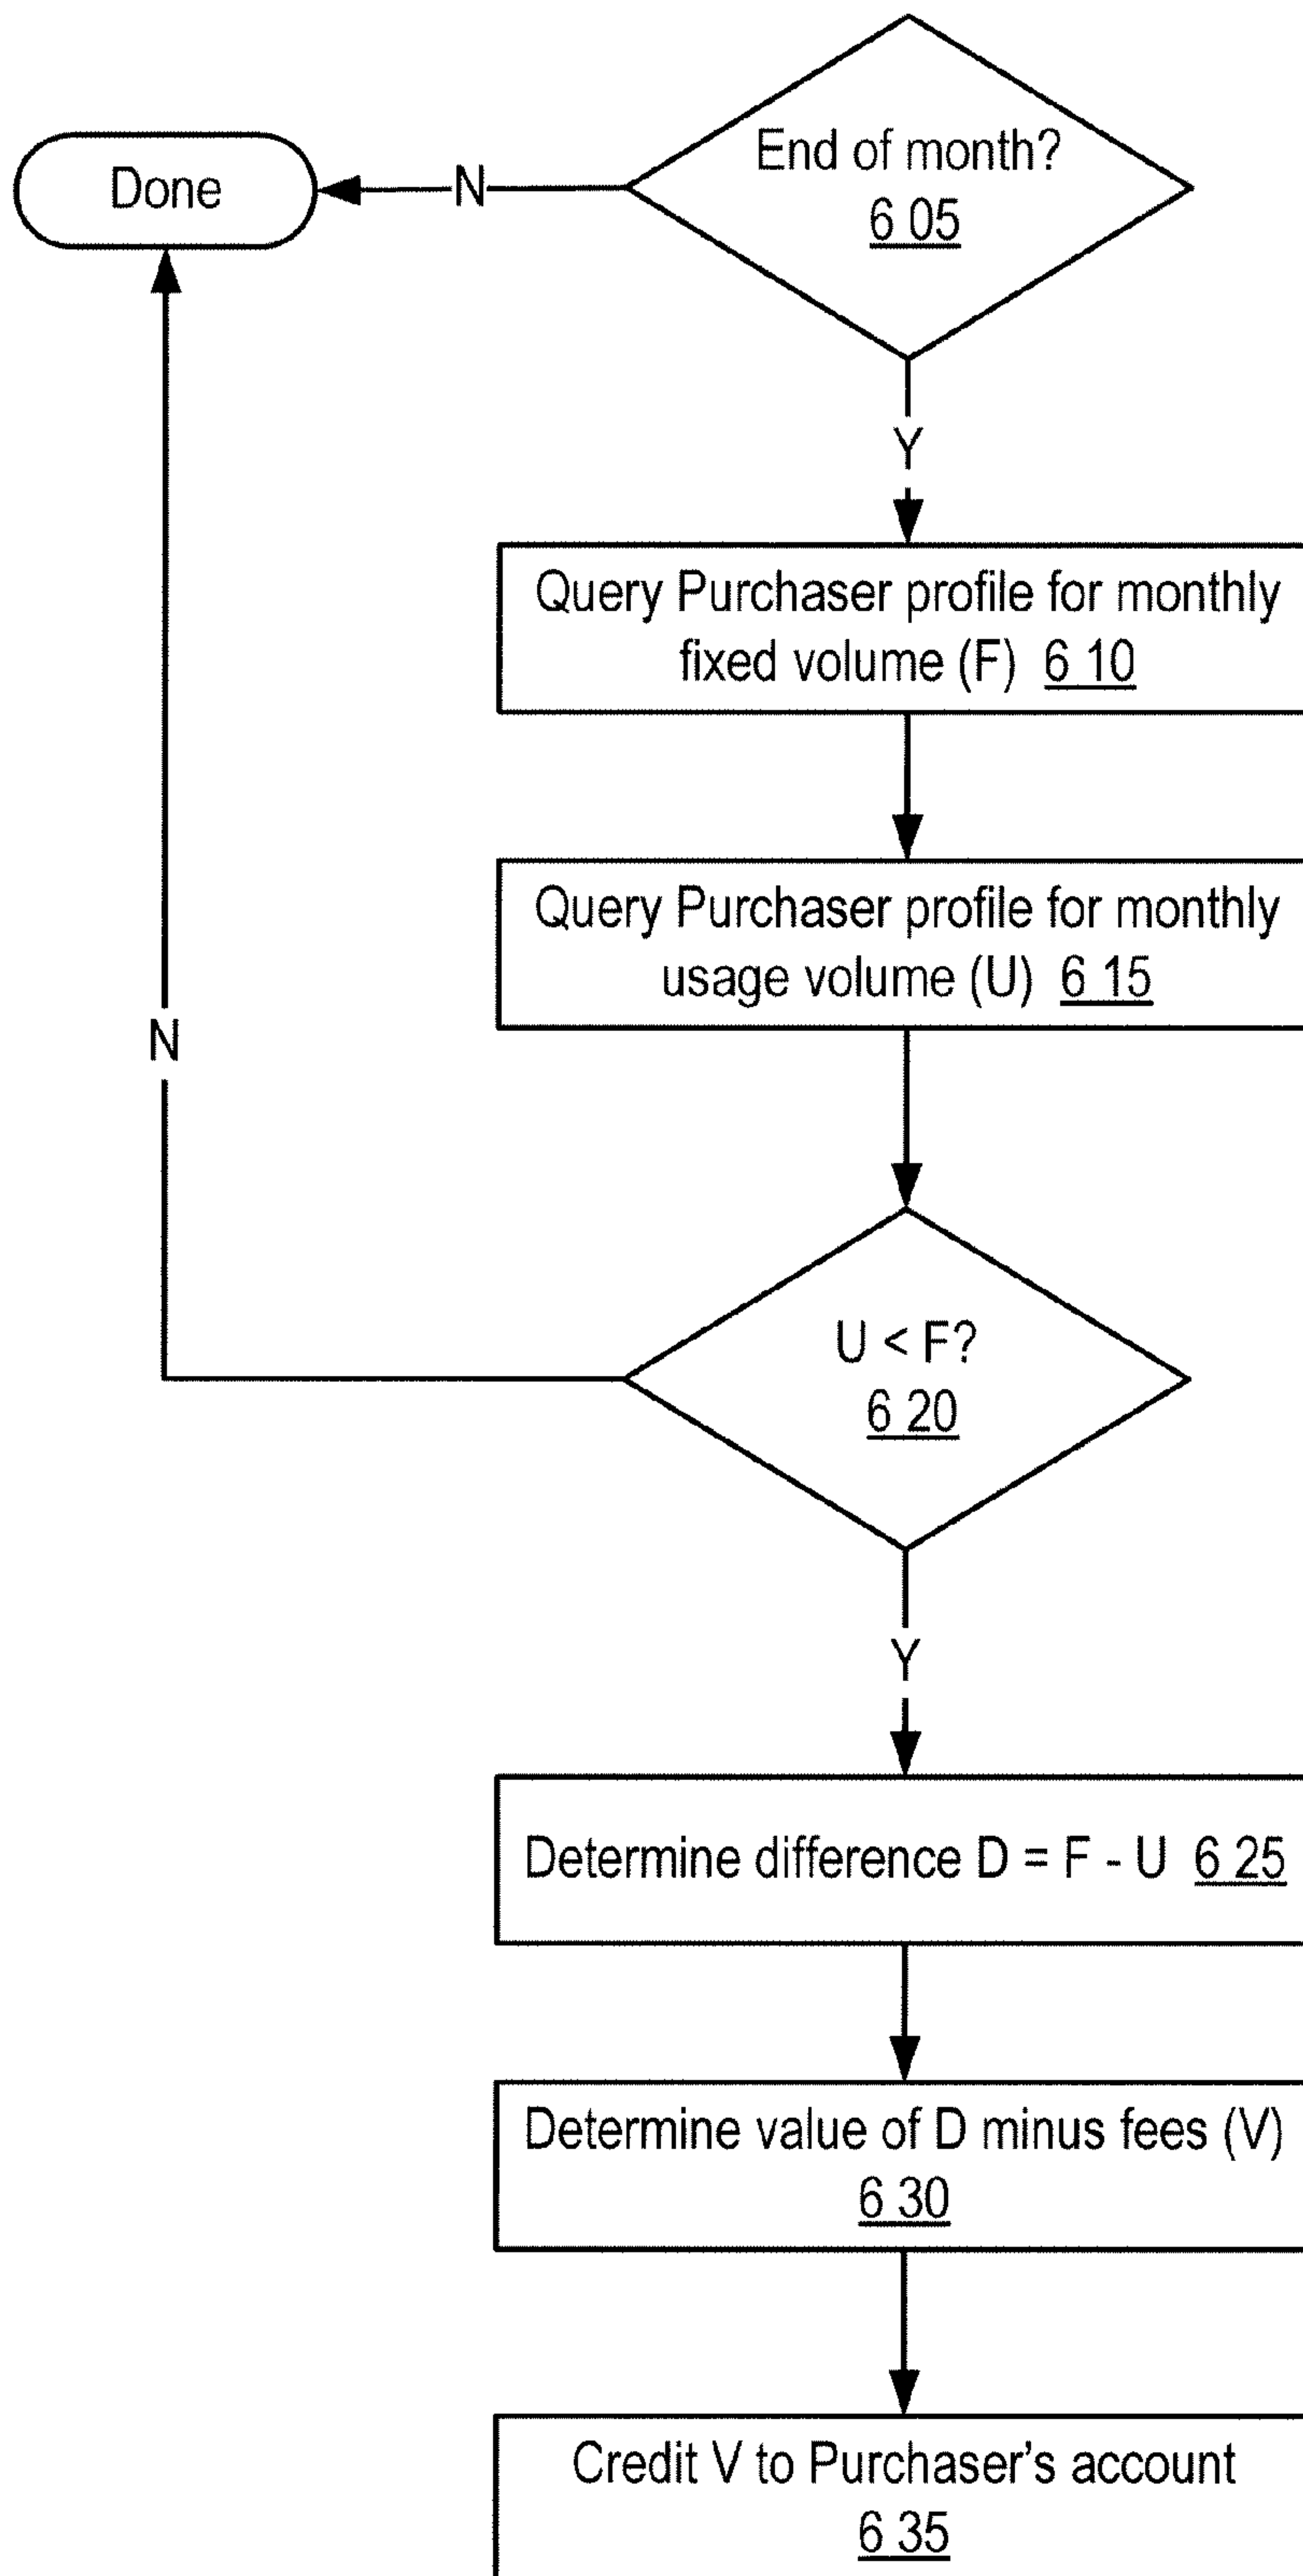 End of month?
6 05
Done
N
Y
Query Purchaser profile for monthly
fixed volume (F) 6 10
Query Purchaser profile for monthly
usage volume (U) 6 15
N
U < F?
6 20
Y
Determine difference D = F - U 6 25
Determine value of D minus fees (V)
6 30
Credit V to Purchaser's account
6 35